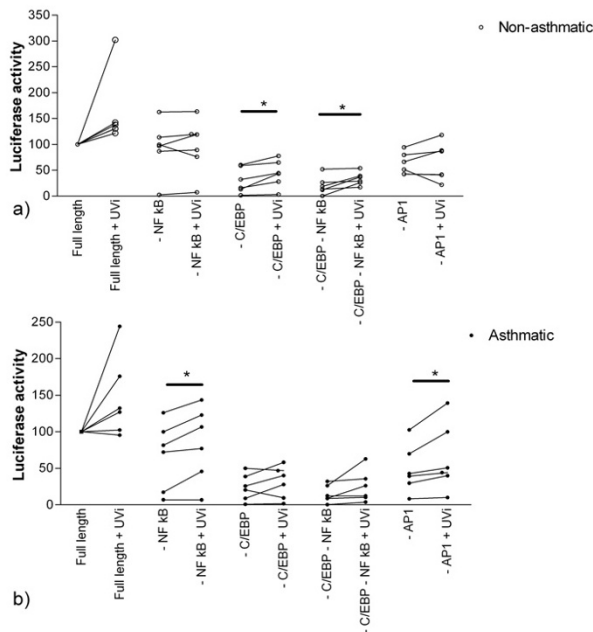 350
300
250
200
150
100
50
0
Luciferase activity
Non-asthmatic
*
*
Full length
Full length + UVi
- NF kB
- NF kB + UVi
- C/EBP
- C/EBP + UVi
- C/EBP - NF kB
- C/EBP - NF kB + UVi
- AP1
- AP1 + UVi
a)
250
200
150
100
50
0
Luciferase activity
Asthmatic
*
*
Full length
Full length + UVi
- NF kB
- NF kB + UVi
- C/EBP
- C/EBP + UVi
- C/EBP - NF kB
- C/EBP - NF kB + UVi
- AP1
- AP1 + UVi
b)